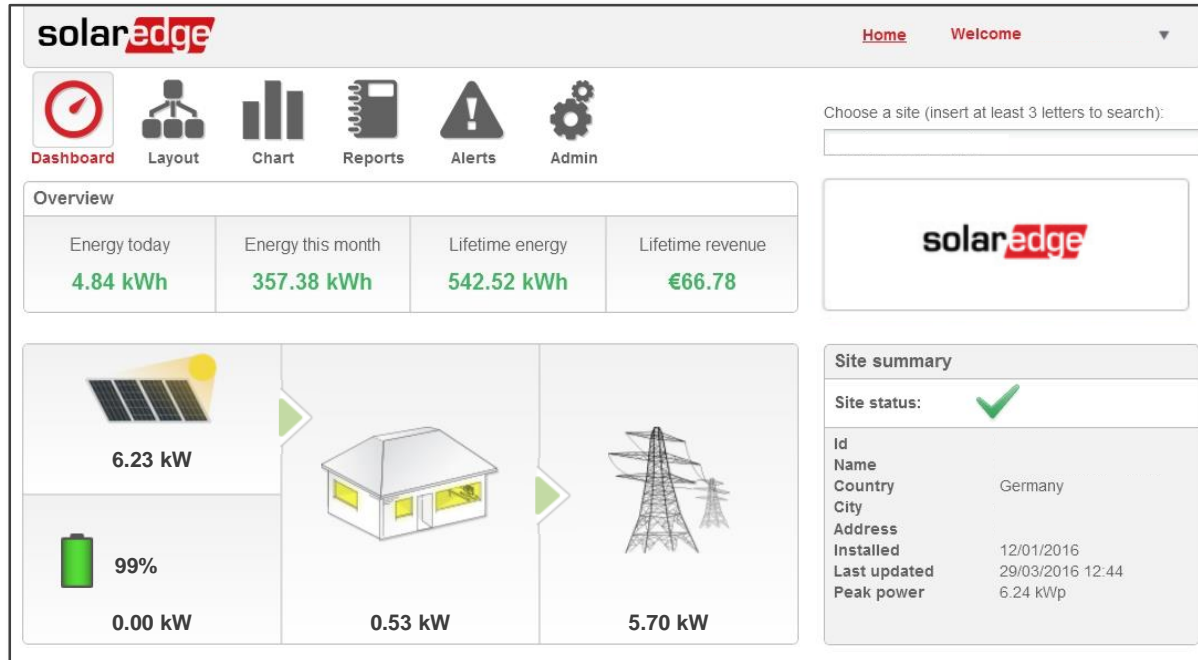 solaredge
Home Welcome
Dashboard Layout Chart Reports Alerts Admin
Choose a site (insert at least 3 letters to search):
Overview
Energy today Energy this month Lifetime energy Lifetime revenue
4.84 kWh 357.38 kWh 542.52 kWh €66.78
solaredge
6.23 kW
99%
0.00 kW 0.53 kW 5.70 kW
Site summary
Site status:
Id
Name
Country Germany
City
Address
Installed 12/01/2016
Last updated 29/03/2016 12:44
Peak power 6.24 kWp